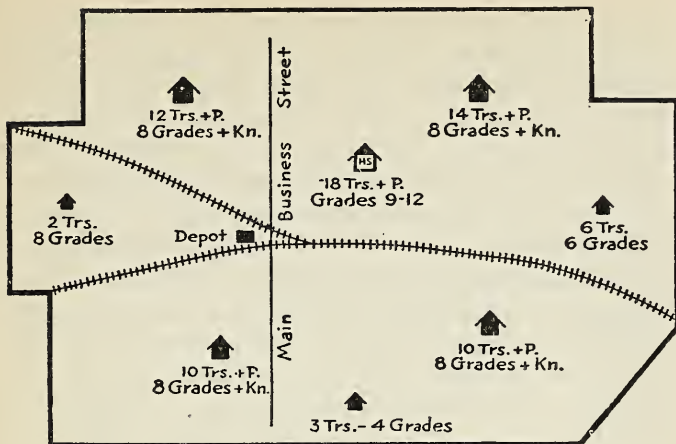 12 Trs.+P.
8 Grades+Kn.
Main Business Street
14 Trs.+P.
8 Grades+Kn.
HS
18 Trs.+P.
Grades 9-12
2 Trs.
8 Grades
Depot
6 Trs.
6 Grades
10 Trs.+P.
8 Grades+Kn.
10 Trs.+P.
8 Grades+Kn.
3 Trs.-4 Grades